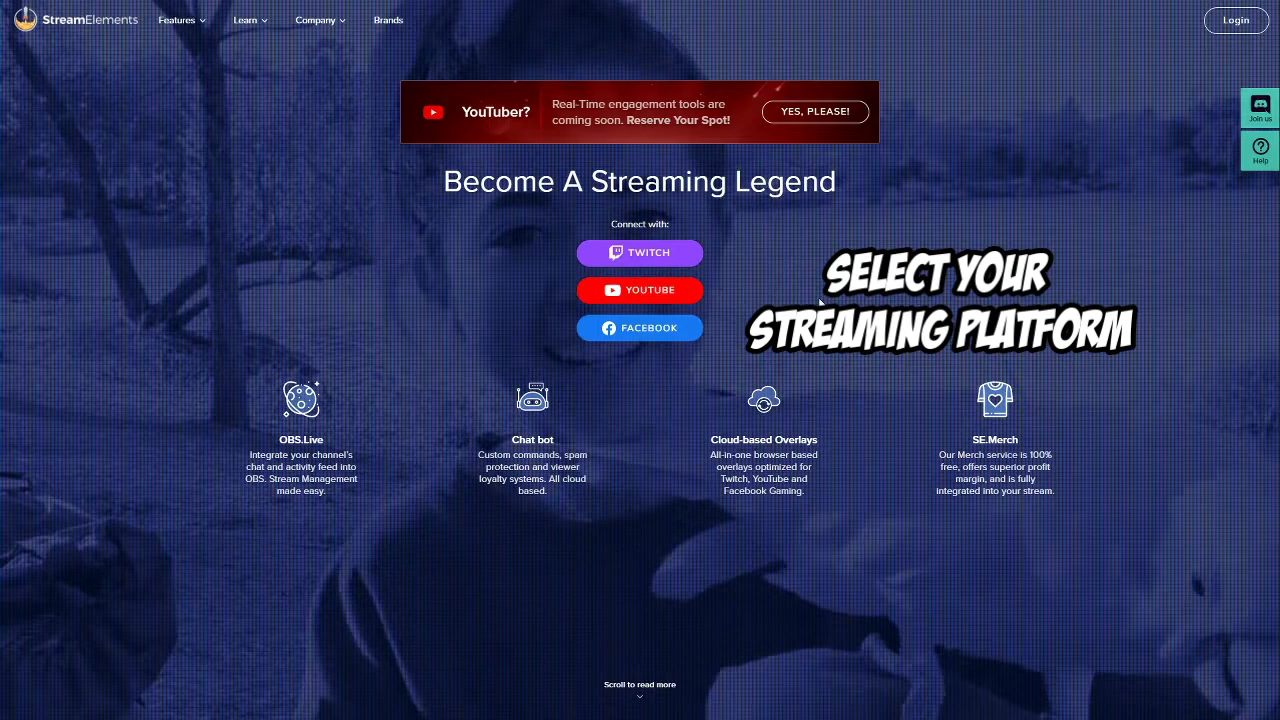 StreamElements
Features
Learn
Company
Brands
Login
YouTuber?
Real-Time engagement tools are
coming soon. Reserve Your Spot!
YES, PLEASE!
Join us
Help
Become A Streaming Legend
Connect with:
TWITCH
YOUTUBE
FACEBOOK
SELECT YOUR
STREAMING PLATFORM
OBS.Live
Integrate your channel's
chat and activity feed into
OBS. Stream Management
made easy.
Chat bot
Custom commands, spam
protection and viewer
loyalty systems. All cloud
based.
Cloud-based Overlays
All-in-one browser based
overlays optimized for
Twitch, YouTube and
Facebook Gaming.
SE.Merch
Our Merch service is 100%
free, offers superior profit
margin, and is fully
integrated into your stream.
Scroll to read more